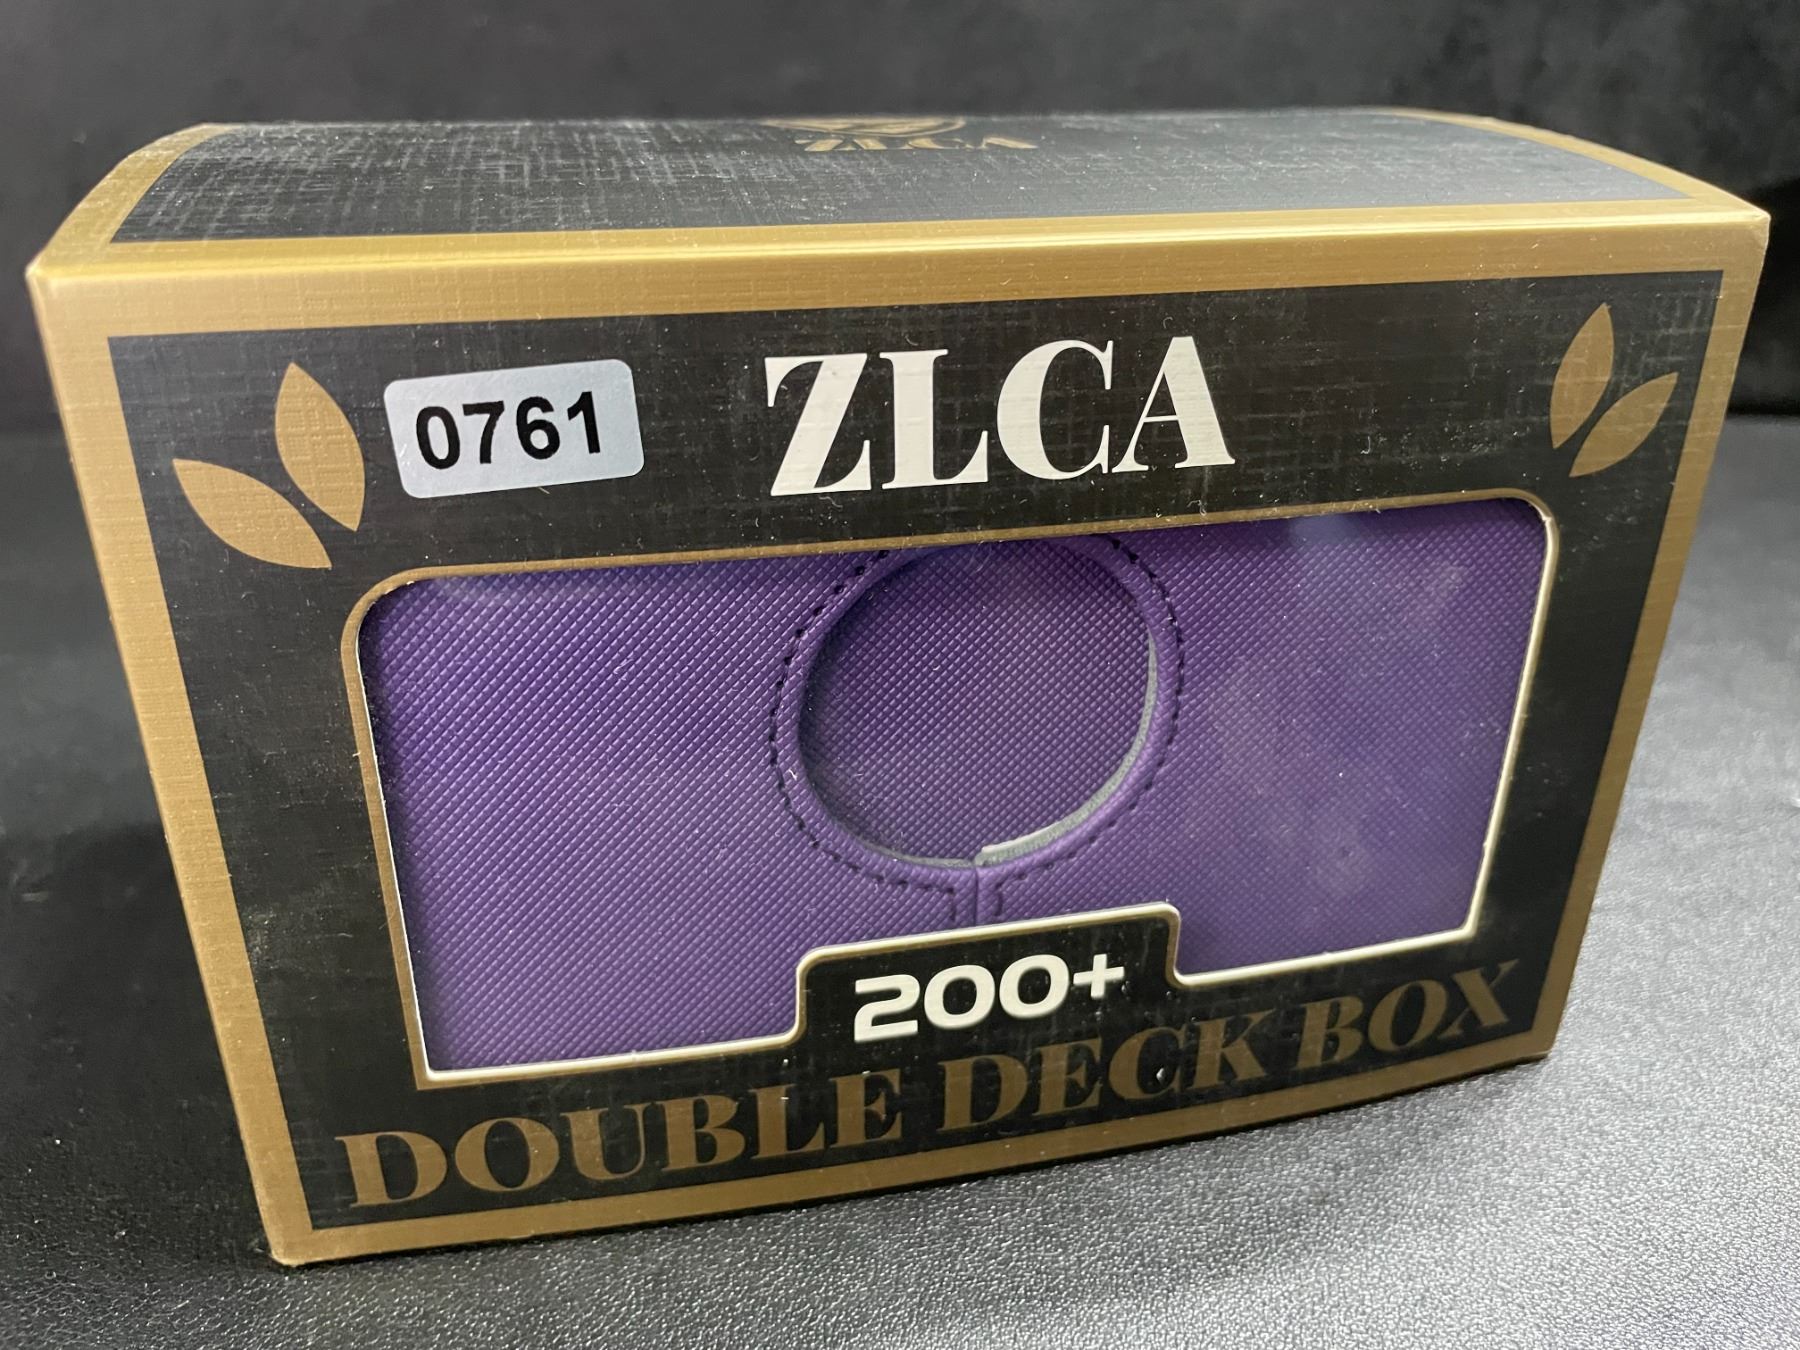 ZLCA
0761
ZLCA
200+
DOUBLE DECK BOX